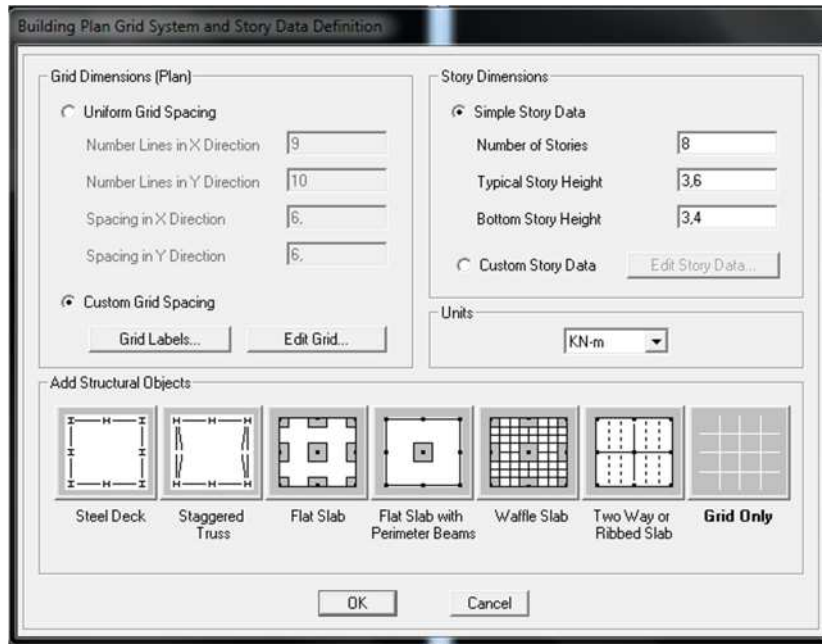 Building Plan Grid System and Story Data Definition
Grid Dimensions (Plan)
Uniform Grid Spacing
Number Lines in X Direction 9
Number Lines in Y Direction 10
Spacing in X Direction 6,
Spacing in Y Direction 6,
Custom Grid Spacing
Grid Labels... Edit Grid...
Story Dimensions
Simple Story Data
Number of Stories 8
Typical Story Height 3,6
Bottom Story Height 3,4
Custom Story Data Edit Story Data...
Units
KN-m
Add Structural Objects
Steel Deck
Staggered
Truss
Flat Slab
Flat Slab with
Perimeter Beams
Waffle Slab
Two Way or
Ribbed Slab
Grid Only
OK Cancel